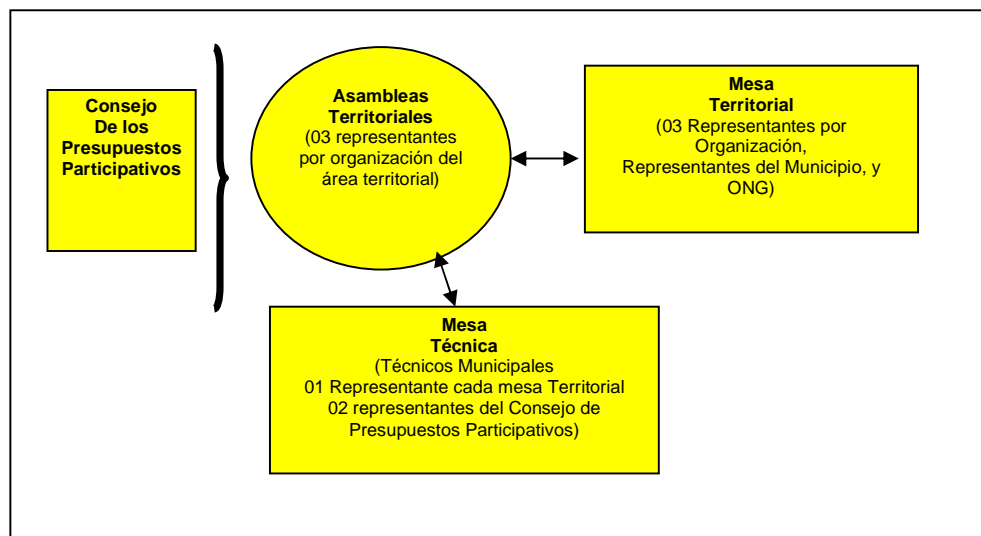 Consejo
De los
Presupuestos
Participativos
Asambleas
Territoriales
(03 representantes
por organización del
área territorial)
Mesa
Territorial
(03 Representantes por
Organización,
Representantes del Municipio, y
ONG)
Mesa
Técnica
(Técnicos Municipales
01 Representante cada mesa Territorial
02 representantes del Consejo de
Presupuestos Participativos)